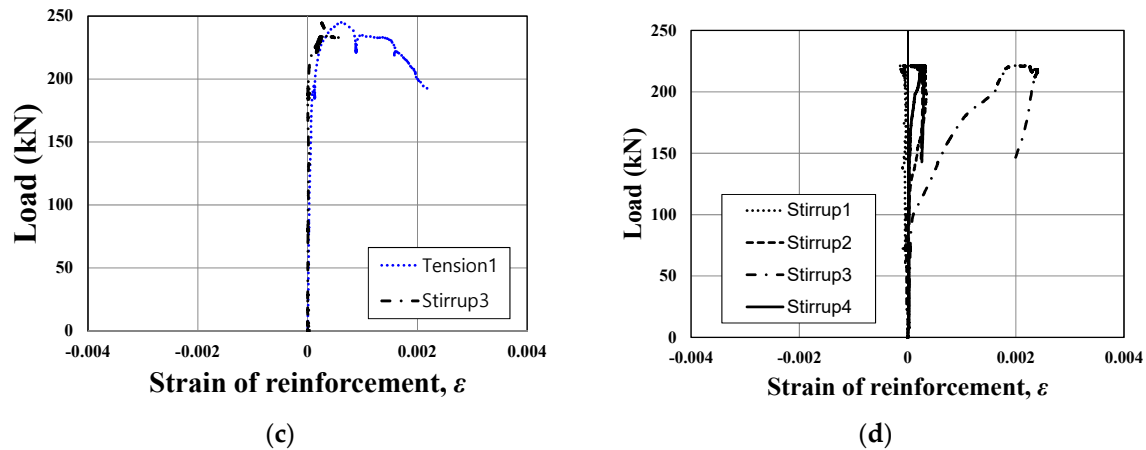 250
200
150
100
50
0
Load (kN)
-0.004 -0.002 0 0.002 0.004
Strain of reinforcement, ε
Tension1
Stirrup3
(c)
250
200
150
100
50
0
Load (kN)
-0.004 -0.002 0 0.002 0.004
Strain of reinforcement, ε
Stirrup1
Stirrup2
Stirrup3
Stirrup4
(d)